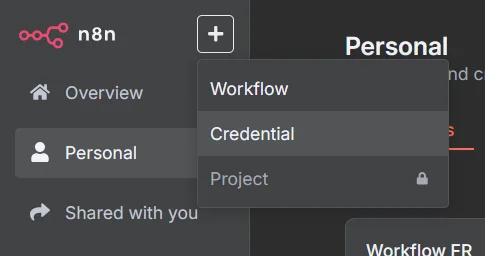 n8n
Overview
Personal
Shared with you
Workflow
Credential
Project
Personal
nd c
s
Workflow FR